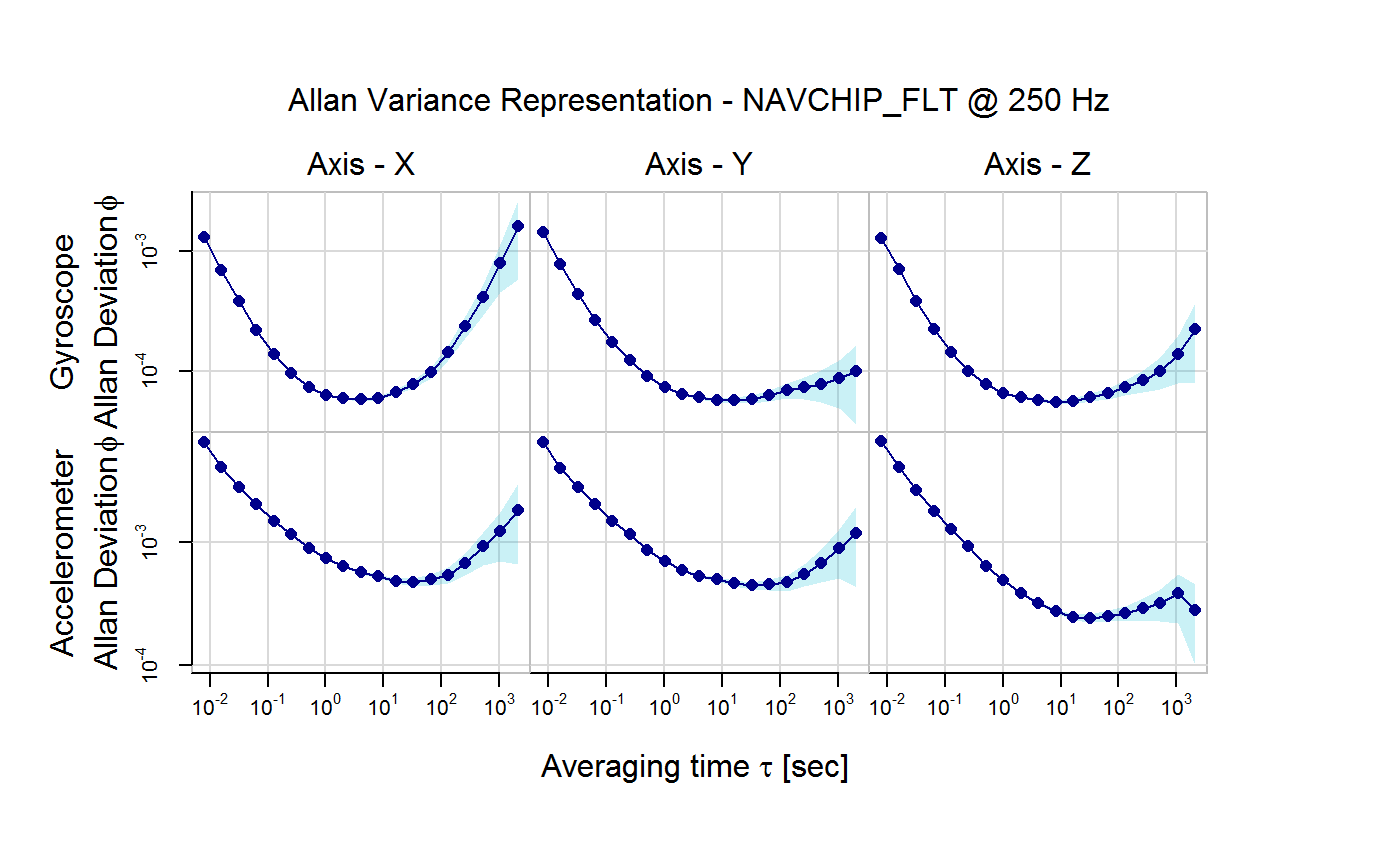 Allan Variance Representation - NAVCHIP_FLT @ 250 Hz
Axis - X
Axis - Y
Axis - Z
Gyroscope
Allan Deviation ϕ
10⁻³
10⁻⁴
Accelerometer
Allan Deviation ϕ
10⁻³
10⁻⁴
10⁻² 10⁻¹ 10⁰ 10¹ 10² 10³ 10⁻² 10⁻¹ 10⁰ 10¹ 10² 10³ 10⁻² 10⁻¹ 10⁰ 10¹ 10² 10³
Averaging time τ [sec]